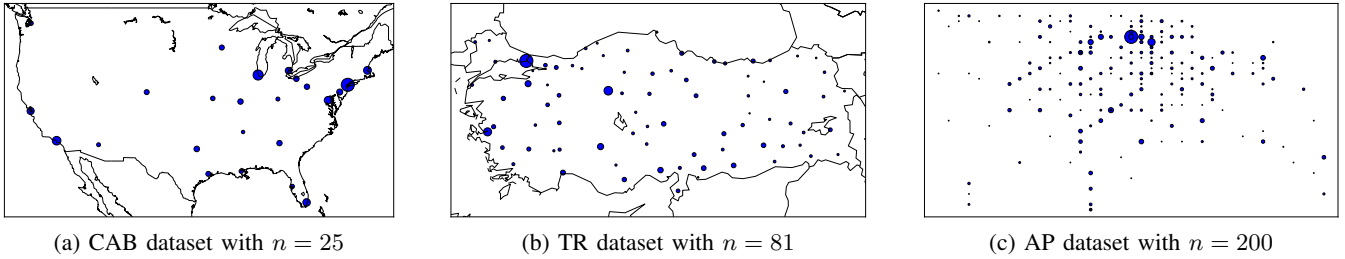 (a) CAB dataset with n = 25
(b) TR dataset with n = 81
(c) AP dataset with n = 200